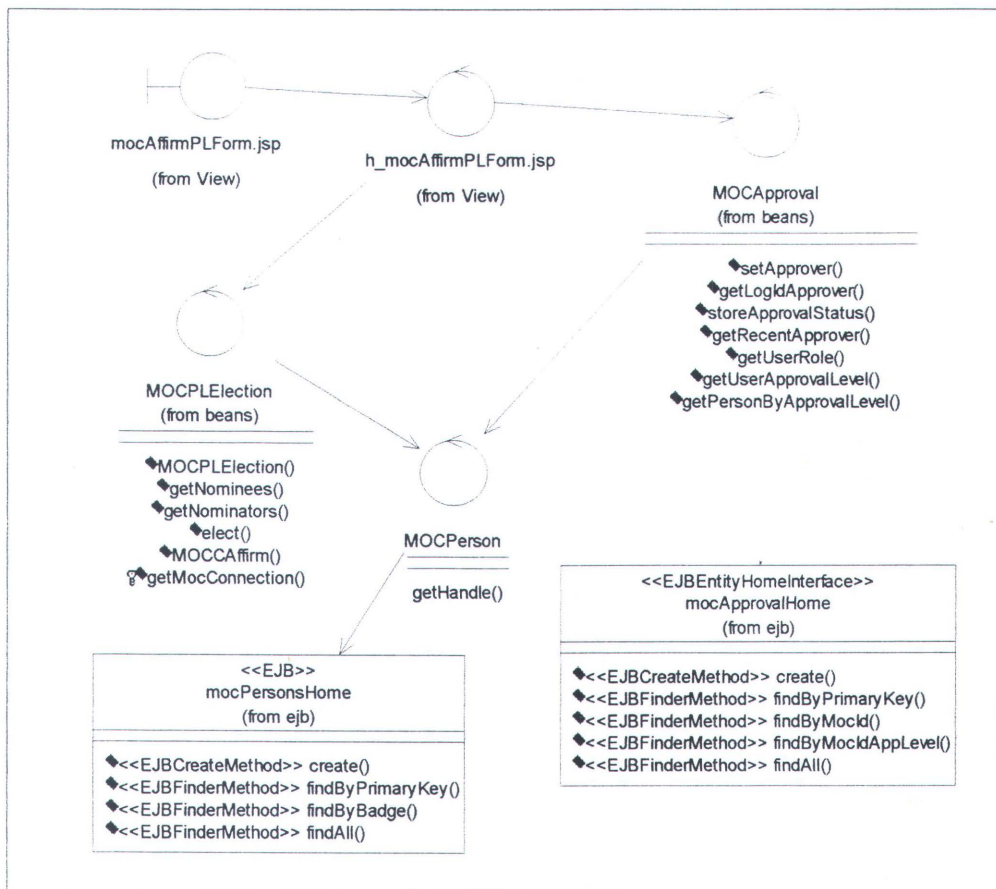 mocAffirmPLForm.jsp
(from View)
h_mocAffirmPLForm.jsp
(from View)
MOCApproval
(from beans)
setApprover()
getLogIdApprover()
storeApprovalStatus()
getRecentApprover()
getUserRole()
getUserApprovalLevel()
getPersonByApprovalLevel()
MOCPLElection
(from beans)
MOCPLElection()
getNominees()
getNominators()
elect()
MOCCAffirm()
getMocConnection()
MOCPerson
getHandle()
<<EJB>>
mocPersonsHome
(from ejb)
<<EJBCreateMethod>> create()
<<EJBFinderMethod>> findByPrimaryKey()
<<EJBFinderMethod>> findByBadge()
<<EJBFinderMethod>> findAll()
<<EJBEntityHomeInterface>>
mocApprovalHome
(from ejb)
<<EJBCreateMethod>> create()
<<EJBFinderMethod>> findByPrimaryKey()
<<EJBFinderMethod>> findByMocId()
<<EJBFinderMethod>> findByMocIdAppLevel()
<<EJBFinderMethod>> findAll()